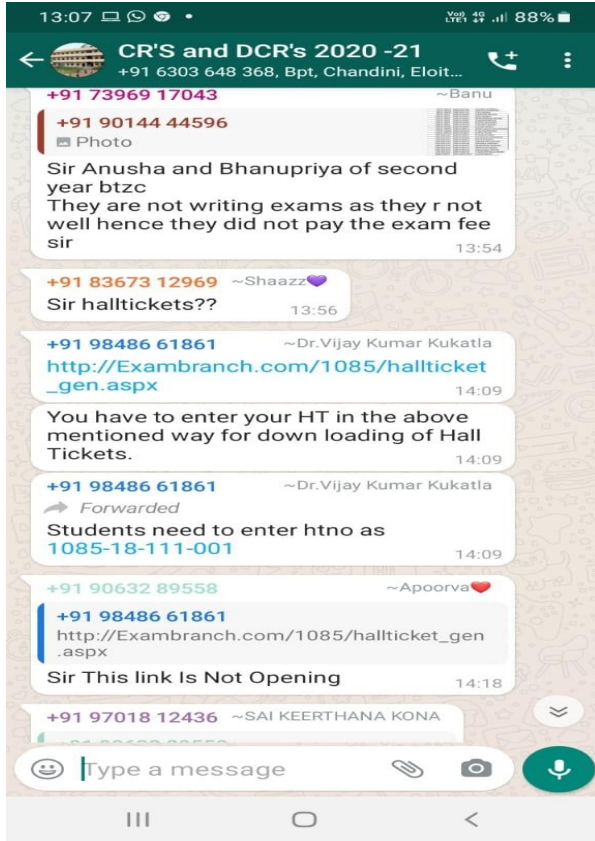 13:07
Vo)) 4G
LTE1 88%
CR'S and DCR's 2020 -21
+91 6303 648 368, Bpt, Chandini, Eloit...
+91 73969 17043 ~Banu
+91 90144 44596
Photo
Sir Anusha and Bhanupriya of second
year btzc
They are not writing exams as they r not
well hence they did not pay the exam fee
sir
13:54
+91 83673 12969 ~Shaazz💜
Sir halltickets??
13:56
+91 98486 61861 ~Dr.Vijay Kumar Kukatla
http://Exambranch.com/1085/hallticket
_gen.aspx
14:09
You have to enter your HT in the above
mentioned way for down loading of Hall
Tickets.
14:09
+91 98486 61861 ~Dr.Vijay Kumar Kukatla
Forwarded
Students need to enter htno as
1085-18-111-001
14:09
+91 90632 89558 ~Apoorva❤️
+91 98486 61861
http://Exambranch.com/1085/hallticket_gen
.aspx
Sir This link Is Not Opening
14:18
+91 97018 12436 ~SAI KEERTHANA KONA
Type a message